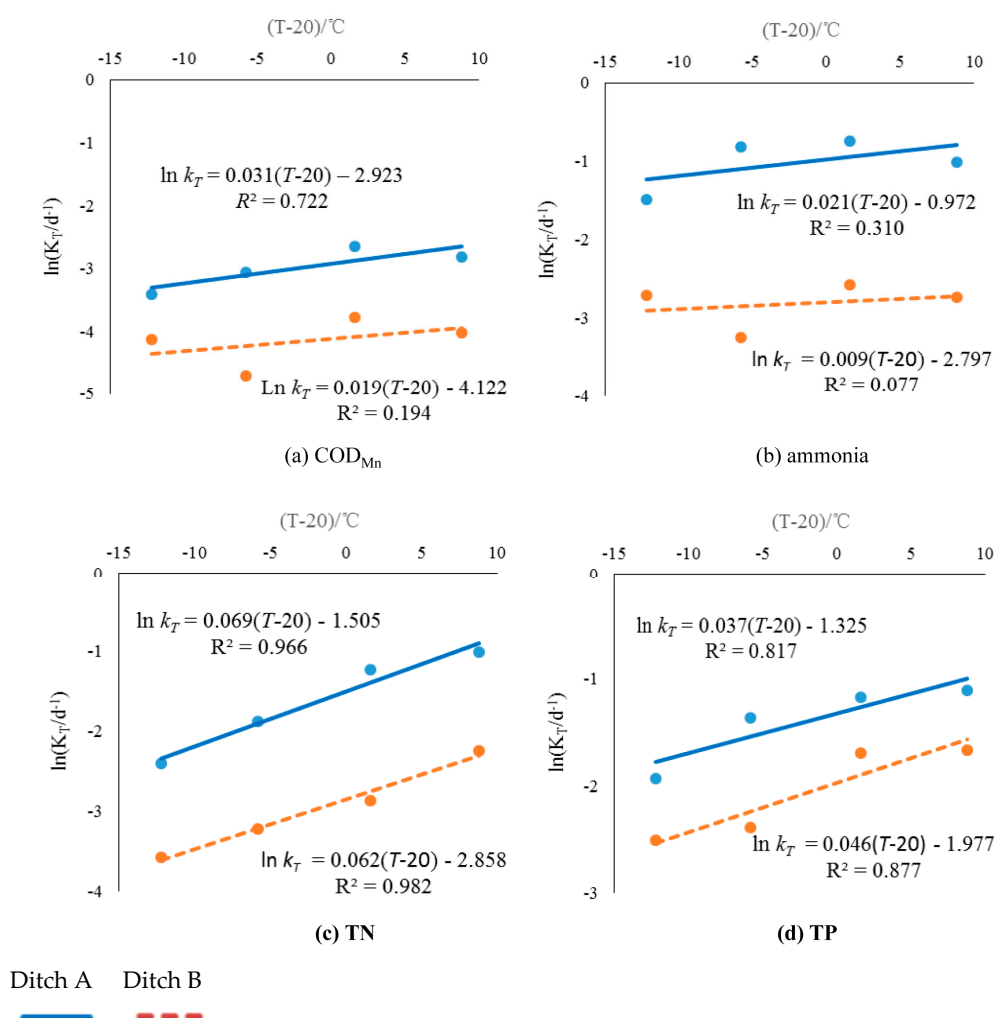 (T-20)/℃
-15 -10 -5 0 5 10
0
-1
-2
-3
-4
-5
ln(K_T/d⁻¹)
ln k_T = 0.031(T-20) – 2.923
R² = 0.722
Ln k_T = 0.019(T-20) - 4.122
R² = 0.194
(a) COD_Mn
(T-20)/℃
-15 -10 -5 0 5 10
0
-1
-2
-3
-4
ln(K_T/d⁻¹)
ln k_T = 0.021(T-20) - 0.972
R² = 0.310
ln k_T = 0.009(T-20) - 2.797
R² = 0.077
(b) ammonia
(T-20)/℃
-15 -10 -5 0 5 10
0
-1
-2
-3
-4
ln(K_T/d⁻¹)
ln k_T = 0.069(T-20) - 1.505
R² = 0.966
ln k_T = 0.062(T-20) - 2.858
R² = 0.982
(c) TN
(T-20)/℃
-15 -10 -5 0 5 10
0
-1
-2
-3
ln(K_T/d⁻¹)
ln k_T = 0.037(T-20) - 1.325
R² = 0.817
ln k_T = 0.046(T-20) - 1.977
R² = 0.877
(d) TP
Ditch A Ditch B